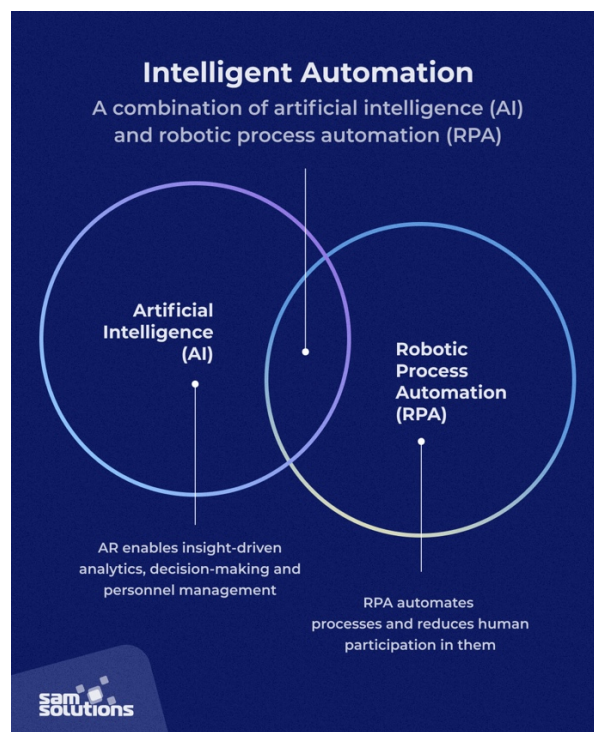 Intelligent Automation
A combination of artificial intelligence (AI)
and robotic process automation (RPA)
Artificial
Intelligence
(AI)
Robotic
Process
Automation
(RPA)
AR enables insight-driven
analytics, decision-making and
personnel management
RPA automates
processes and reduces human
participation in them
sam
solutions